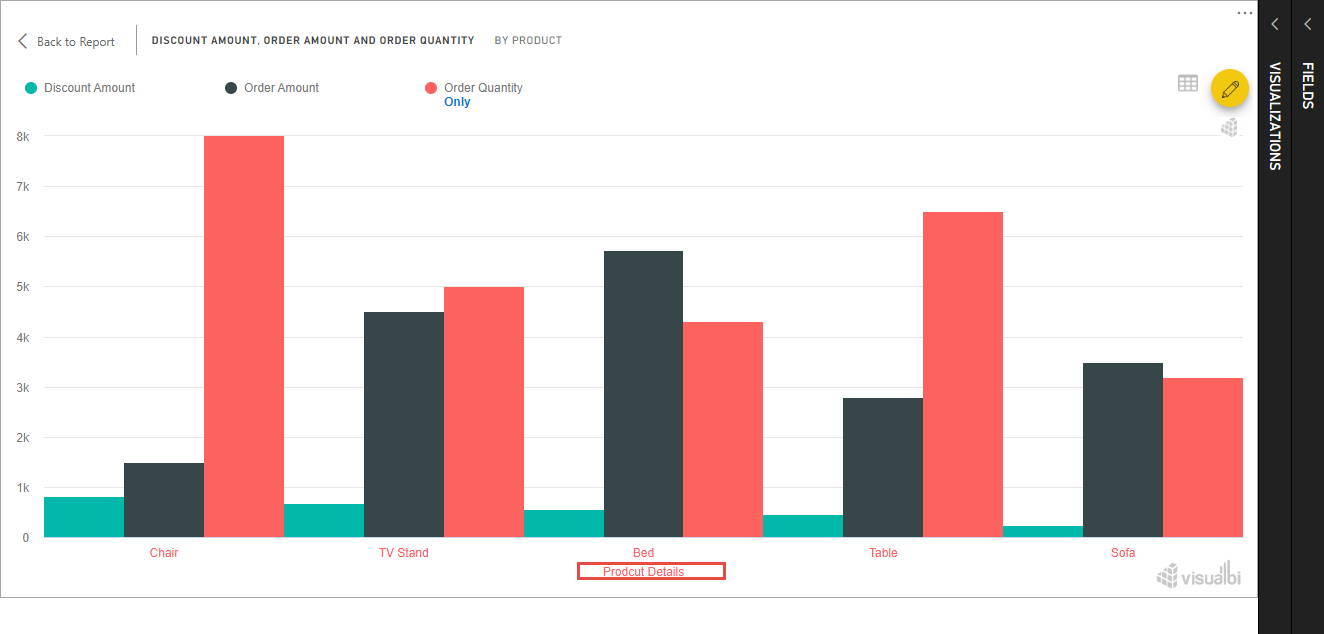 Back to Report
DISCOUNT AMOUNT, ORDER AMOUNT AND ORDER QUANTITY BY PRODUCT
Discount Amount
Order Amount
Order Quantity
Only
8k
7k
6k
5k
4k
3k
2k
1k
0
Chair
TV Stand
Bed
Table
Sofa
Prodcut Details
visualbi
VISUALIZATIONS
FIELDS